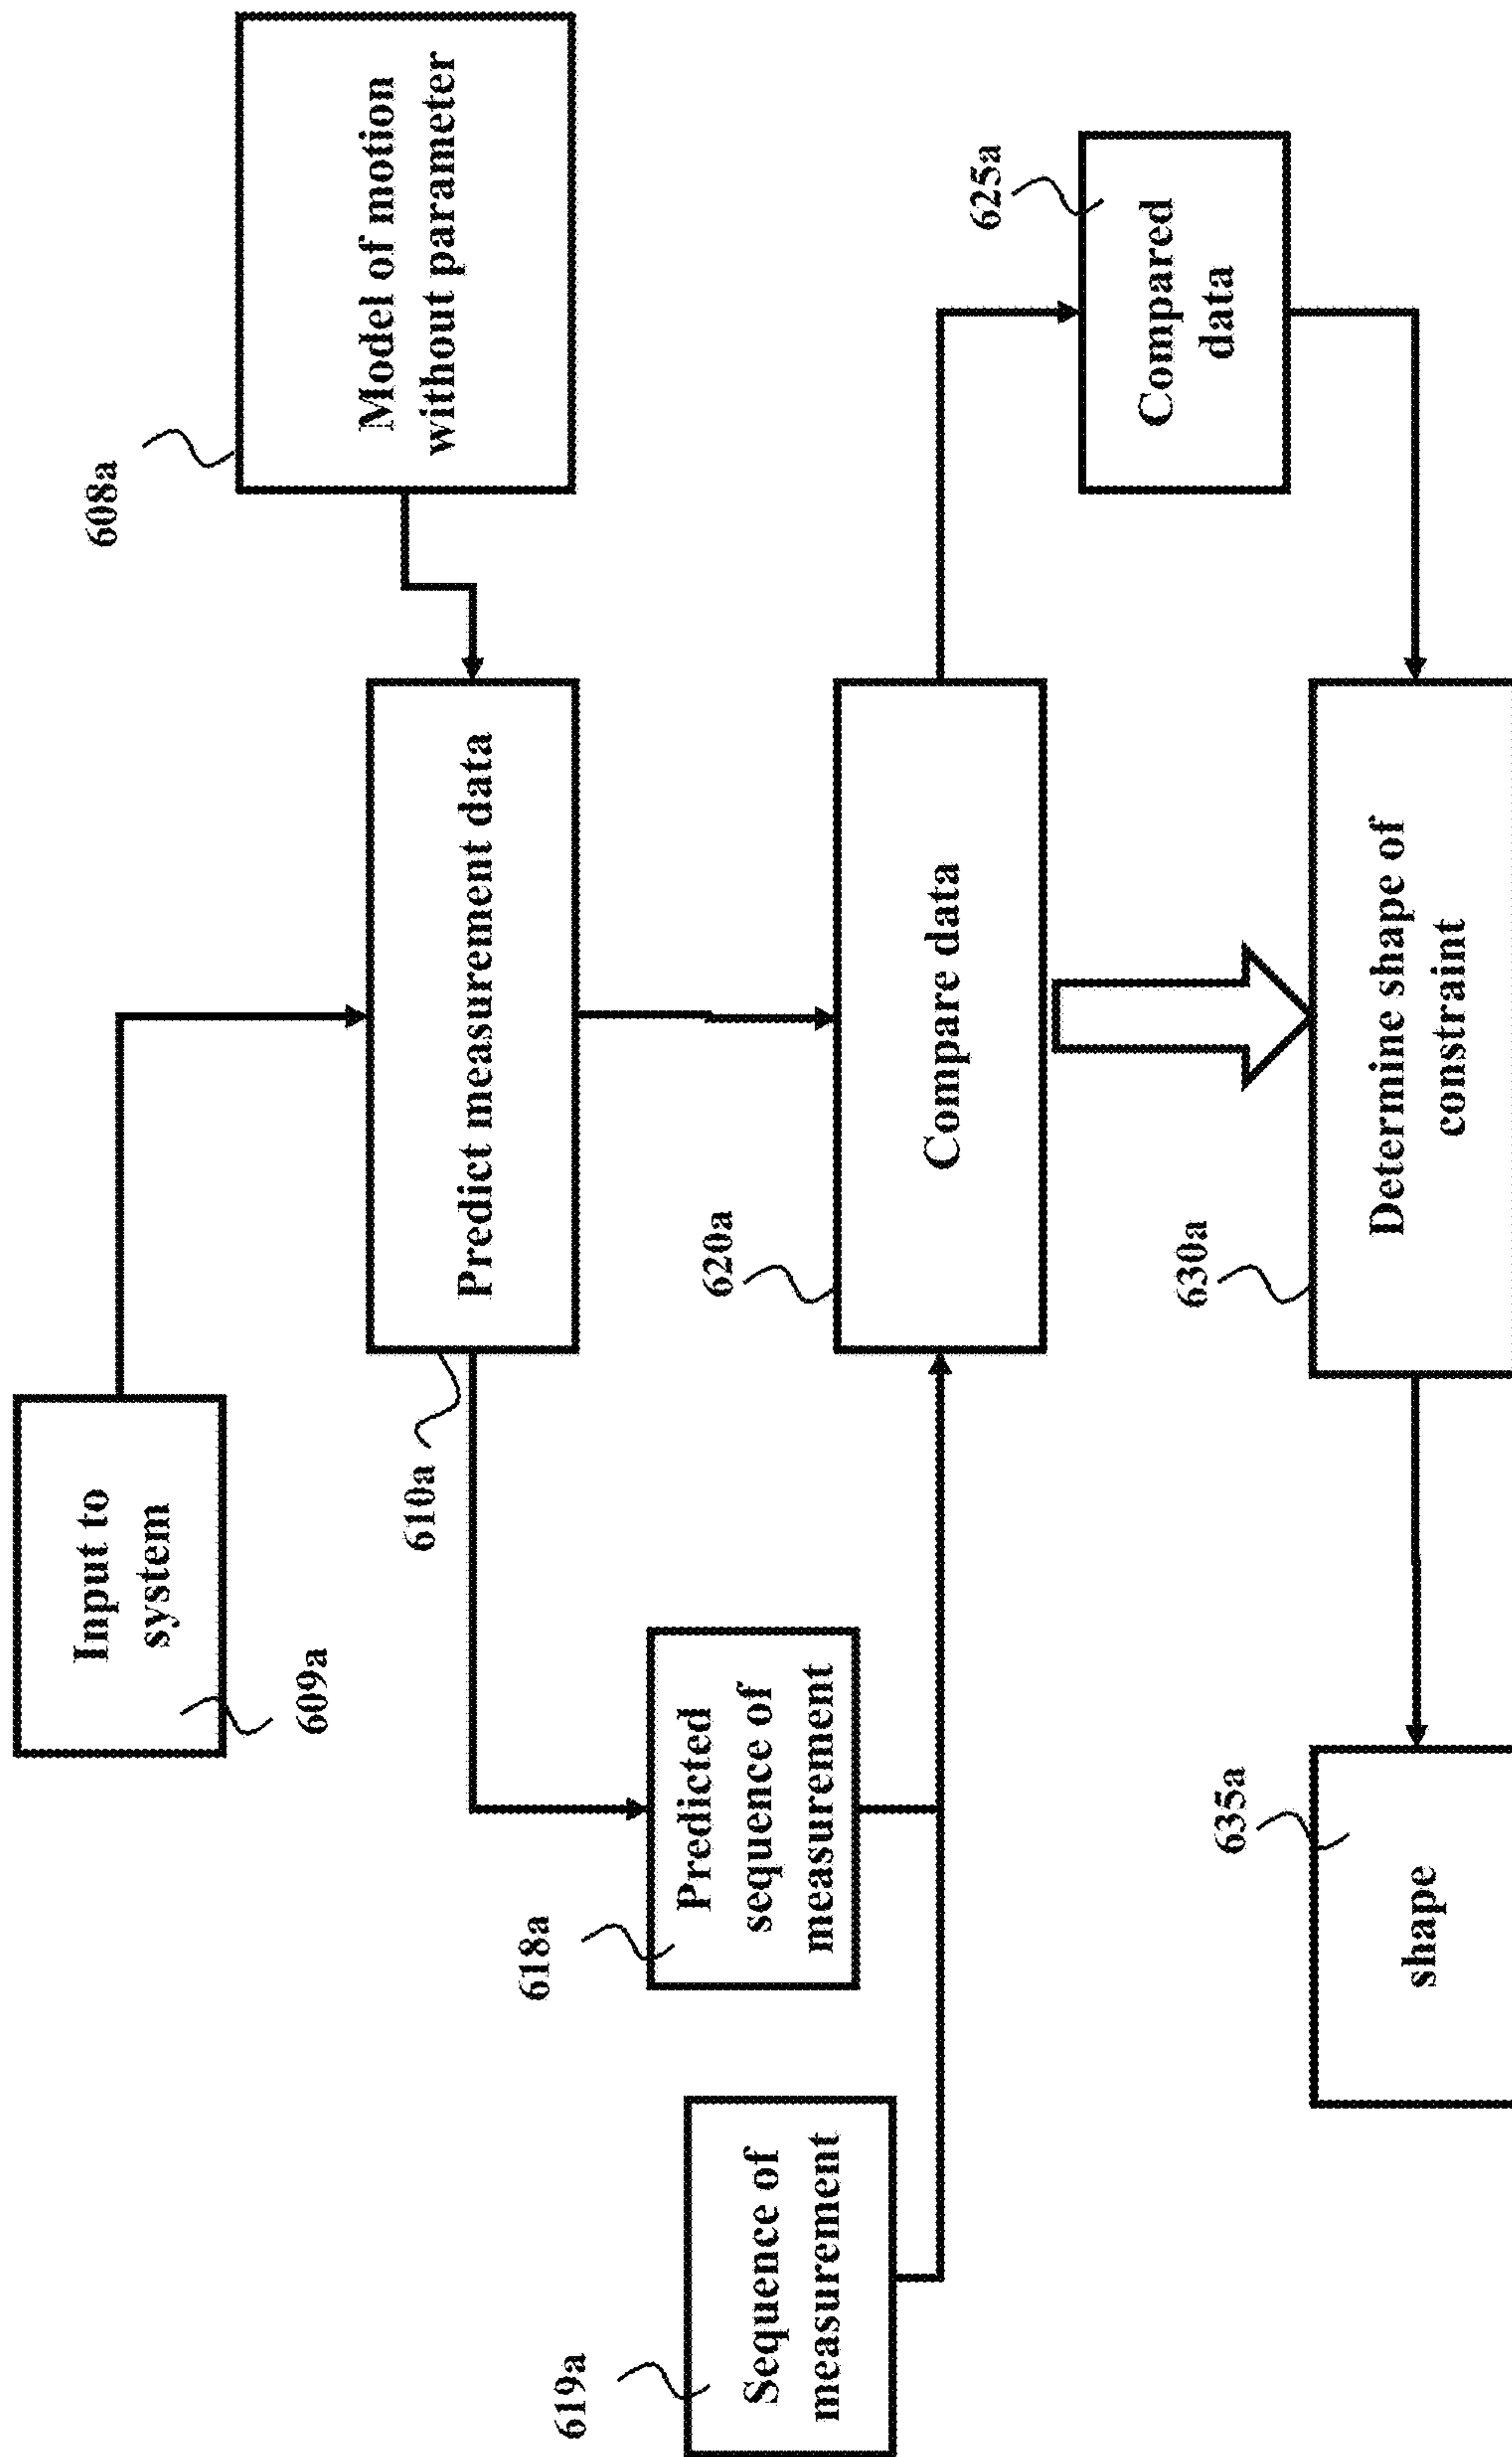 Input to
system
609a
608a
Model of motion
without parameter
610a
Predict measurement data
619a
Sequence of
measurement
618a
Predicted
sequence of
measurement
620a
Compare data
625a
Compared
data
630a
Determine shape of
constraint
635a
shape